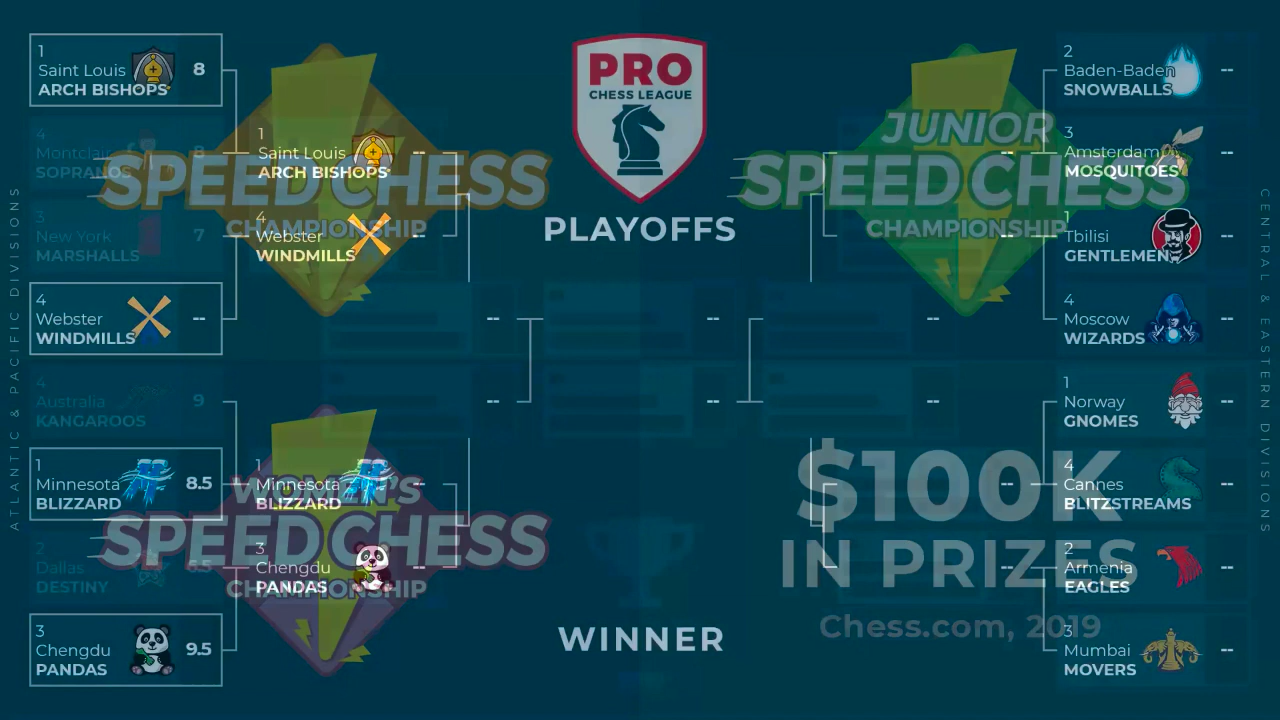 1
Saint Louis
ARCH BISHOPS
8
4
Montclair
SOPRANOS
8
3
New York
MARSHALLS
7
4
Webster
WINDMILLS
--
4
Australia
KANGAROOS
9
1
Minnesota
BLIZZARD
8.5
2
Dallas
DESTINY
3
Chengdu
PANDAS
9.5
ATLANTIC & PACIFIC DIVISIONS
1
Saint Louis
ARCH BISHOPS
--
4
Webster
WINDMILLS
--
1
Minnesota
BLIZZARD
--
3
Chengdu
PANDAS
--
SPEED CHESS
CHAMPIONSHIP
WOMEN'S
SPEED CHESS
CHAMPIONSHIP
PRO
CHESS LEAGUE
PLAYOFFS
--
--
--
--
--
--
WINNER
JUNIOR
SPEED CHESS
CHAMPIONSHIP
--
--
--
--
$100K
IN PRIZES
Chess.com, 2019
2
Baden-Baden
SNOWBALLS
--
3
Amsterdam
MOSQUITOES
--
1
Tbilisi
GENTLEMEN
--
4
Moscow
WIZARDS
--
1
Norway
GNOMES
--
4
Cannes
BLITZSTREAMS
--
2
Armenia
EAGLES
--
3
Mumbai
MOVERS
--
CENTRAL & EASTERN DIVISIONS